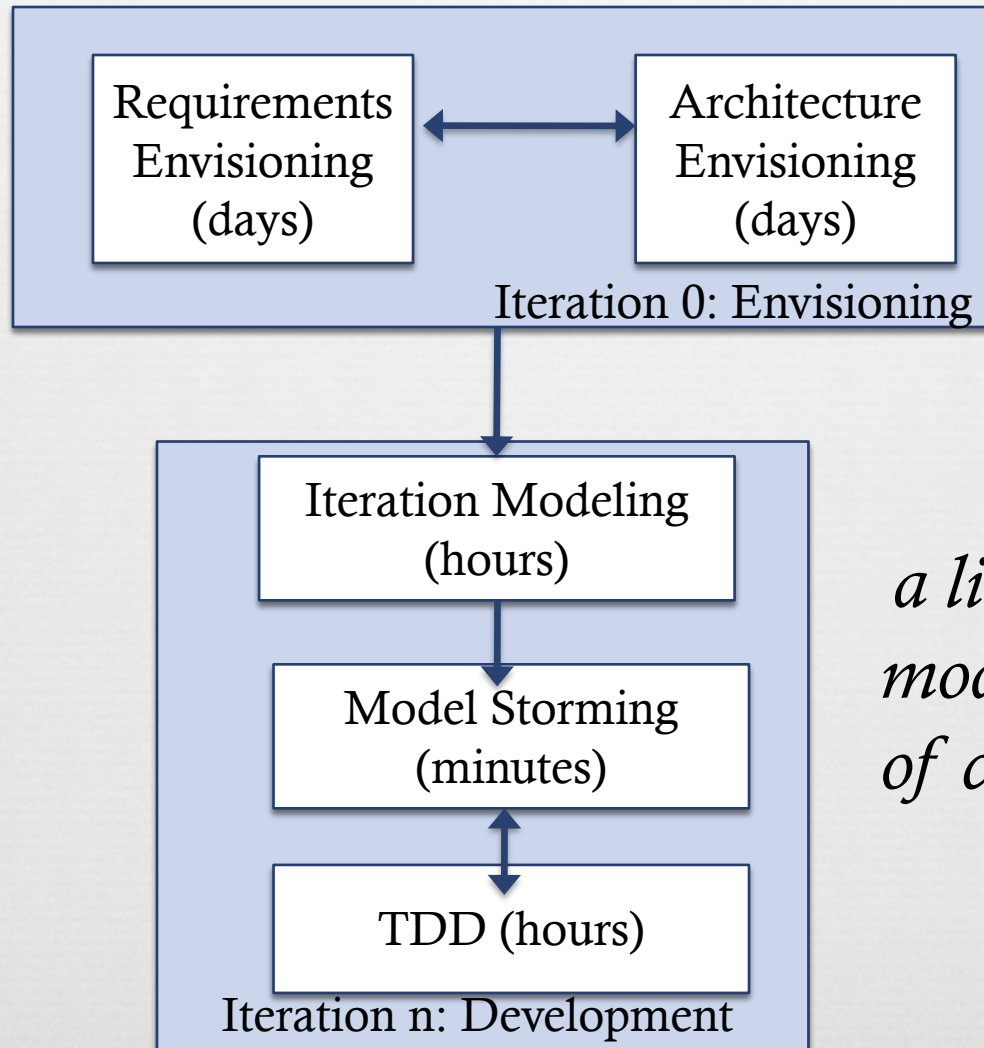 Requirements
Envisioning
(days)
Architecture
Envisioning
(days)
Iteration 0: Envisioning
Iteration Modeling
(hours)
Model Storming
(minutes)
TDD (hours)
Iteration n: Development
a
of